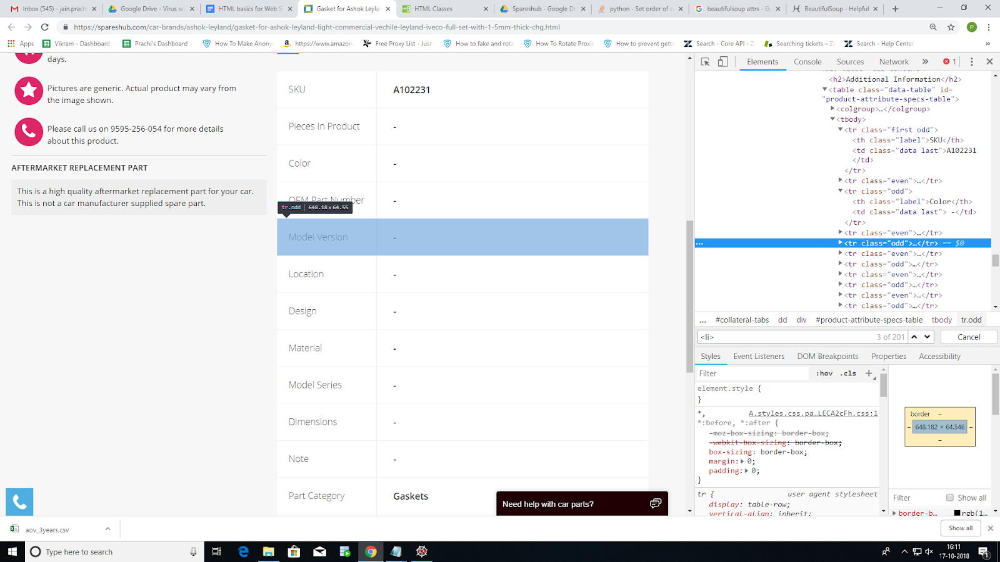 Inbox (545) - jain.prach
Google Drive - Virus sc
HTML basics for Web S
Gasket for Ashok Leylan
HTML Classes
Spareshub - Google Dr
python - Set order of c
beautifulsoup attrs - G
BeautifulSoup - Helpful
https://spareshub.com/car-brands/ashok-leyland/gasket-for-ashok-leyland-light-commercial-vechile-leyland-iveco-full-set-with-1-5mm-thick-chg.html
P
Apps
Vikram - Dashboard
Prachi's Dashboard -
How To Make Anony
https://www.amazon.
Free Proxy List - Just
How to fake and rota
How To Rotate Proxie
How to prevent gett
Search - Core API - Z
Searching tickets – Ze
Search - Help Center
»
days.
Pictures are generic. Actual product may vary from
the image shown.
Please call us on 9595-256-054 for more details
about this product.
AFTERMARKET REPLACEMENT PART
This is a high quality aftermarket replacement part for your car.
This is not a car manufacturer supplied spare part.
SKU A102231
Pieces In Product -
Color -
OEM Part Number -
tr.odd | 648.18×64.55
Model Version -
Location -
Design -
Material -
Model Series -
Dimensions -
Note -
Part Category Gaskets
Need help with car parts?
Elements Console Sources Network » 1
<h2>Additional Information</h2>
<table class="data-table" id=
"product-attribute-specs-table">
<colgroup>…</colgroup>
<tbody>
<tr class="first odd">
<th class="label">SKU</th>
<td class="data last">A102231
</td>
</tr>
<tr class="even">…</tr>
<tr class="odd">
<th class="label">Color</th>
<td class="data last"> -</td>
</tr>
<tr class="even">…</tr>
... <tr class="odd">…</tr> == $0
<tr class="even">…</tr>
<tr class="odd">…</tr>
<tr class="even">…</tr>
<tr class="odd">…</tr>
<tr class="even">…</tr>
<tr class="odd">…</tr>
... #collateral-tabs dd div #product-attribute-specs-table tbody tr.odd
<li> 3 of 201 Cancel
Styles Event Listeners DOM Breakpoints Properties Accessibility
Filter :hov .cls +
element.style {
}
*, A.styles.css.pa…LECA2cFh.css:1
*:before, *:after {
-moz-box-sizing: border-box;
-webkit-box-sizing: border-box;
box-sizing: border-box;
margin: 0;
padding: 0;
}
tr { user agent stylesheet
display: table-row;
vertical-align: inherit;
border –
– 648.182 × 64.546 –
–
Filter Show all
border-b… rgb(1…
aov_3years.csv
Show all
Type here to search
16:11
17-10-2018
1